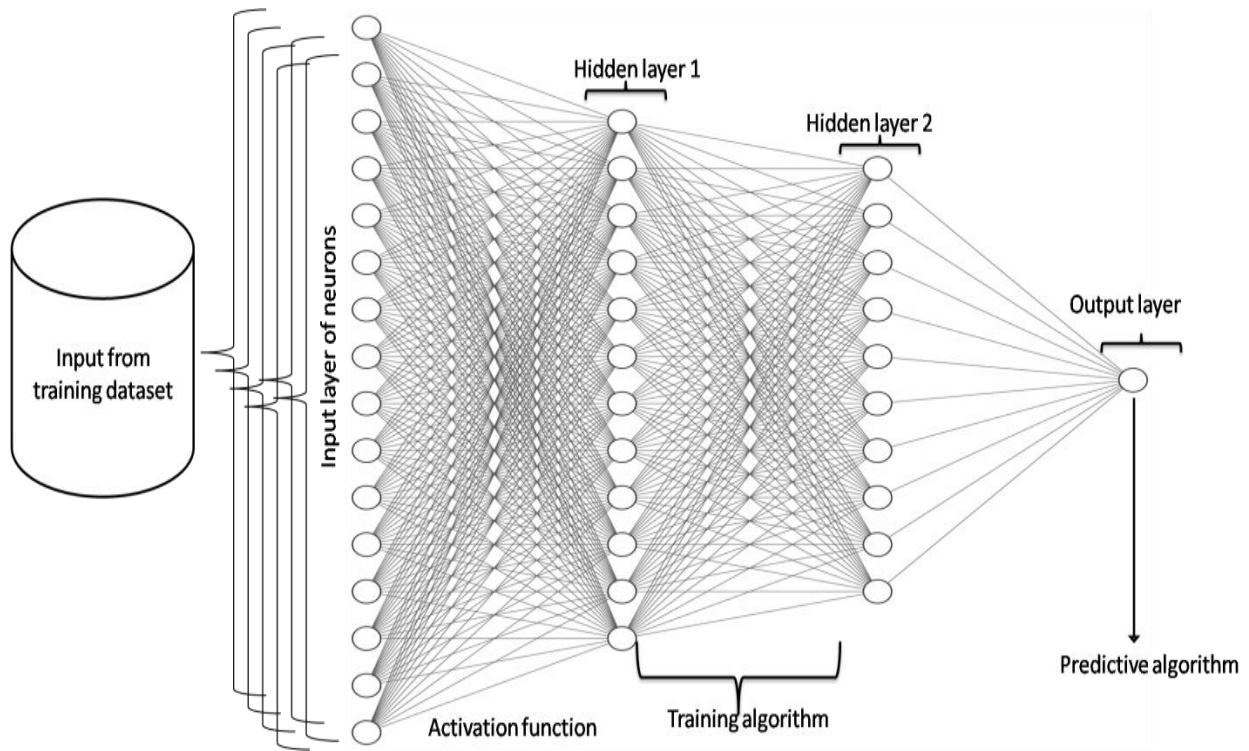 Input from
training dataset
Input layer of neurons
Hidden layer 1
Hidden layer 2
Output layer
Activation function
Training algorithm
Predictive algorithm